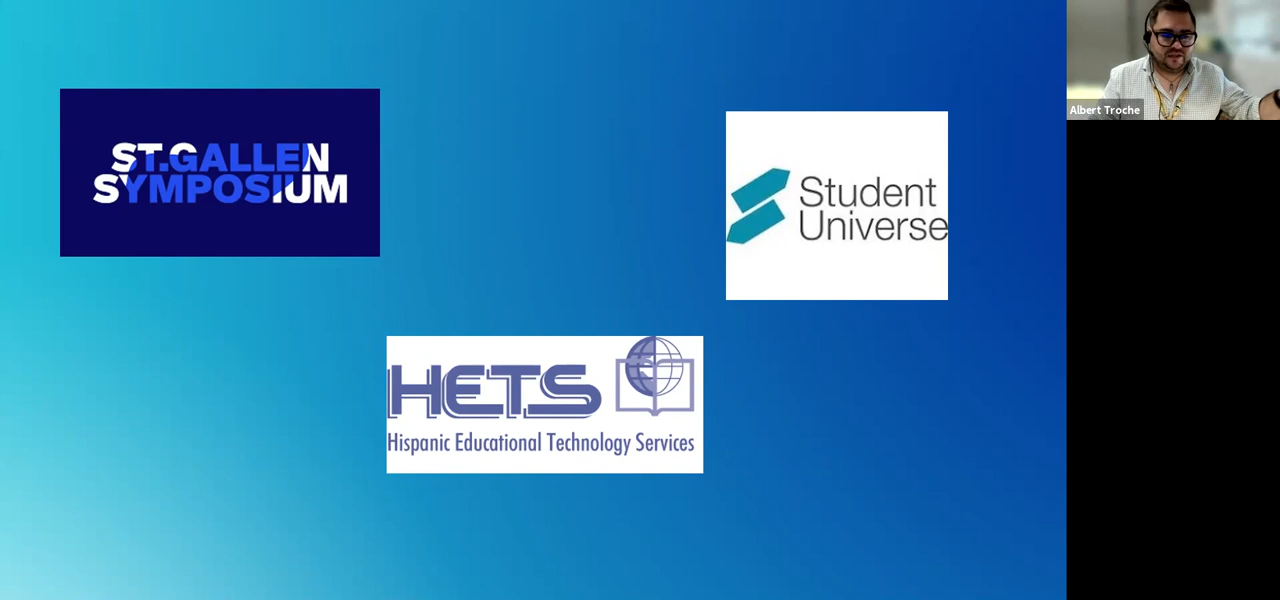 ST.GALLEN
SYMPOSIUM
Student
Universe
HETS
Hispanic Educational Technology Services
Albert Troche